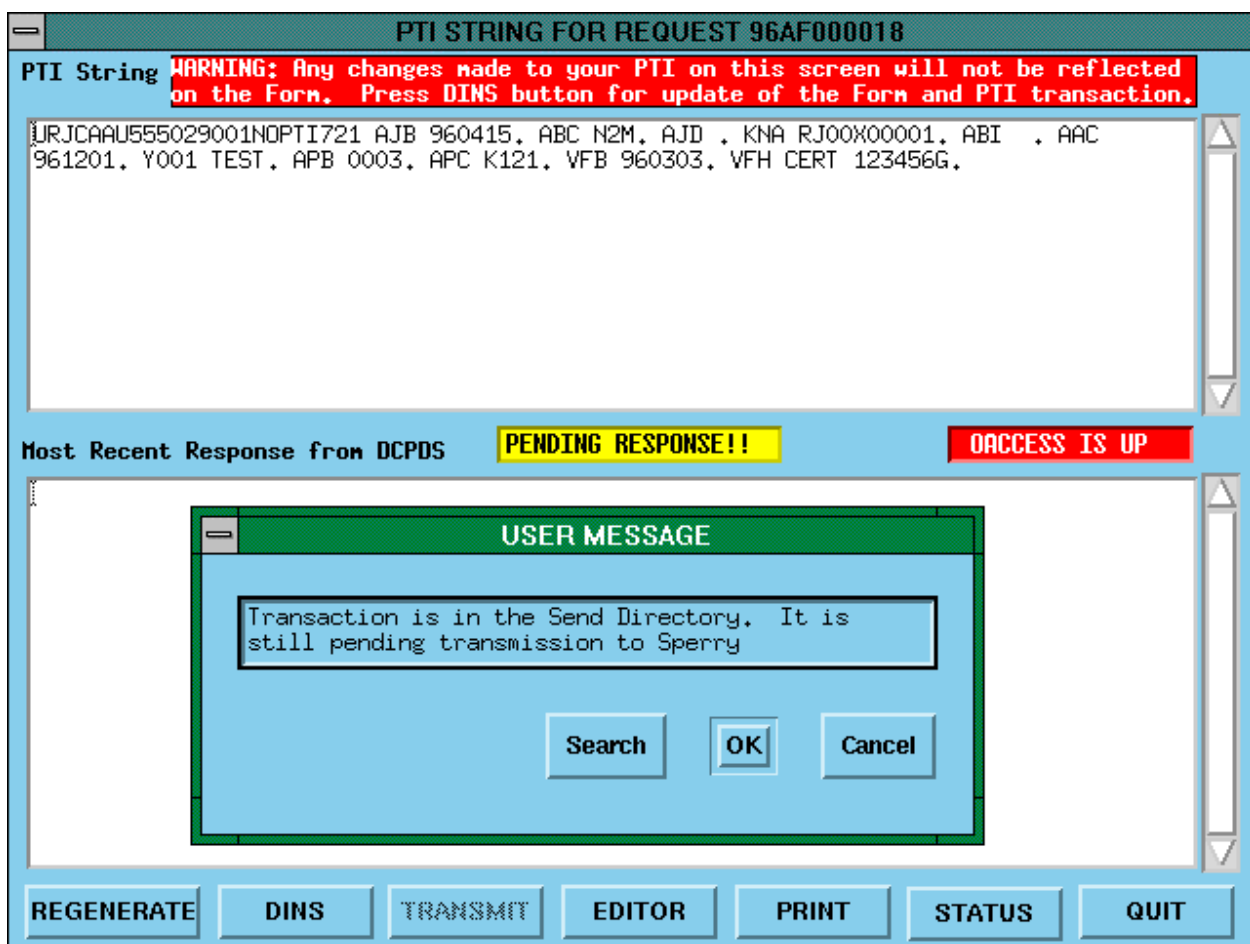 PTI STRING FOR REQUEST 96AF000018
PTI String
WARNING: Any changes made to your PTI on this screen will not be reflected
on the Form.  Press DINS button for update of the Form and PTI transaction.
URJCAAU555029001NOPTI721 AJB 960415. ABC N2M. AJD . KNA RJ00X00001. ABI   . AAC
961201. Y001 TEST. APB 0003. APC K121. VFB 960303. VFH CERT 123456G.
Most Recent Response from DCPDS
PENDING RESPONSE!!
OACCESS IS UP
USER MESSAGE
Transaction is in the Send Directory.  It is
still pending transmission to Sperry
Search OK Cancel
REGENERATE DINS TRANSMIT EDITOR PRINT STATUS QUIT